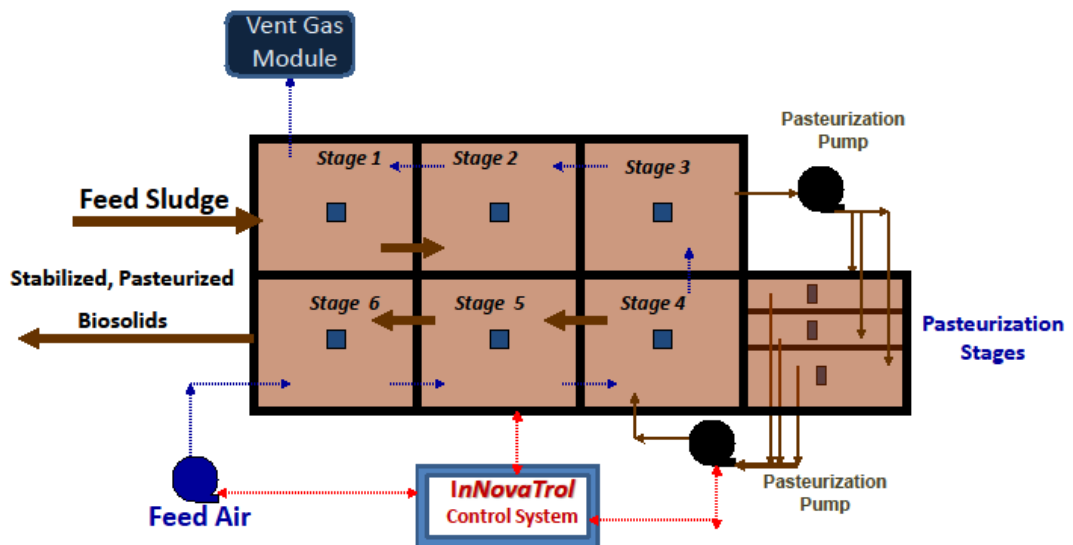 Vent Gas
Module
Pasteurization
Pump
Stage 1
Stage 2
Stage 3
Feed Sludge
Stabilized, Pasteurized
Biosolids
Stage 6
Stage 5
Stage 4
Pasteurization
Stages
Feed Air
InNovaTrol
Control System
Pasteurization
Pump